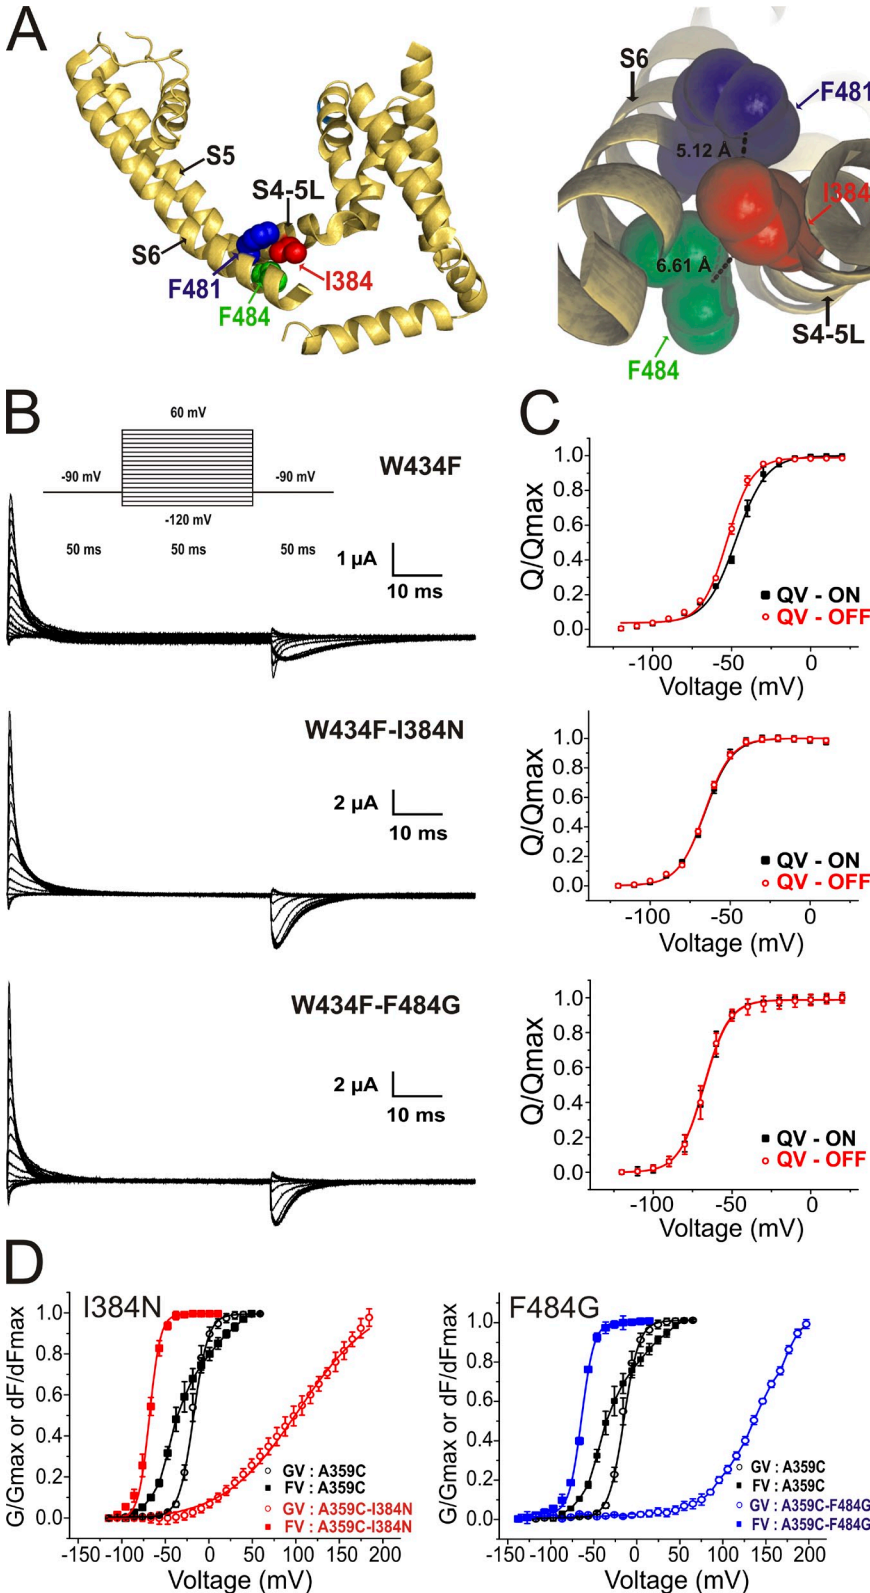 A
S5
S4-5L
S6
F481
I384
F484
S6
F481
5.12 Å
I384
6.61 Å
S4-5L
F484
B
60 mV
-90 mV
-90 mV
-120 mV
50 ms
50 ms
50 ms
W434F
1 µA
10 ms
W434F-I384N
2 µA
10 ms
W434F-F484G
2 µA
10 ms
C
Q/Qmax
1.0
0.8
0.6
0.4
0.2
0.0
QV - ON
QV - OFF
-100
-50
0
Voltage (mV)
Q/Qmax
1.0
0.8
0.6
0.4
0.2
0.0
QV - ON
QV - OFF
-100
-50
0
Voltage (mV)
Q/Qmax
1.0
0.8
0.6
0.4
0.2
0.0
QV - ON
QV - OFF
-100
-50
0
Voltage (mV)
D
I384N
G/Gmax or dF/dFmax
1.0
0.8
0.6
0.4
0.2
0.0
GV : A359C
FV : A359C
GV : A359C-I384N
FV : A359C-I384N
-150 -100 -50 0 50 100 150 200
Voltage (mV)
F484G
G/Gmax or dF/dFmax
1.0
0.8
0.6
0.4
0.2
0.0
GV : A359C
FV : A359C
GV : A359C-F484G
FV : A359C-F484G
-150 -100 -50 0 50 100 150 200
Voltage (mV)